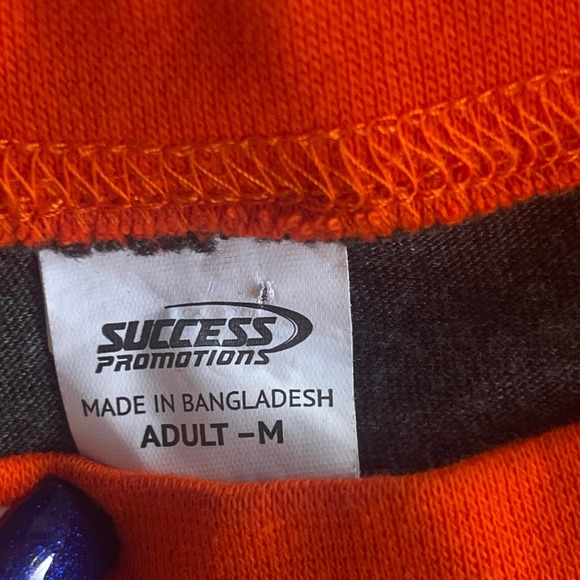 SUCCESS
PROMOTIONS
MADE IN BANGLADESH
ADULT –M